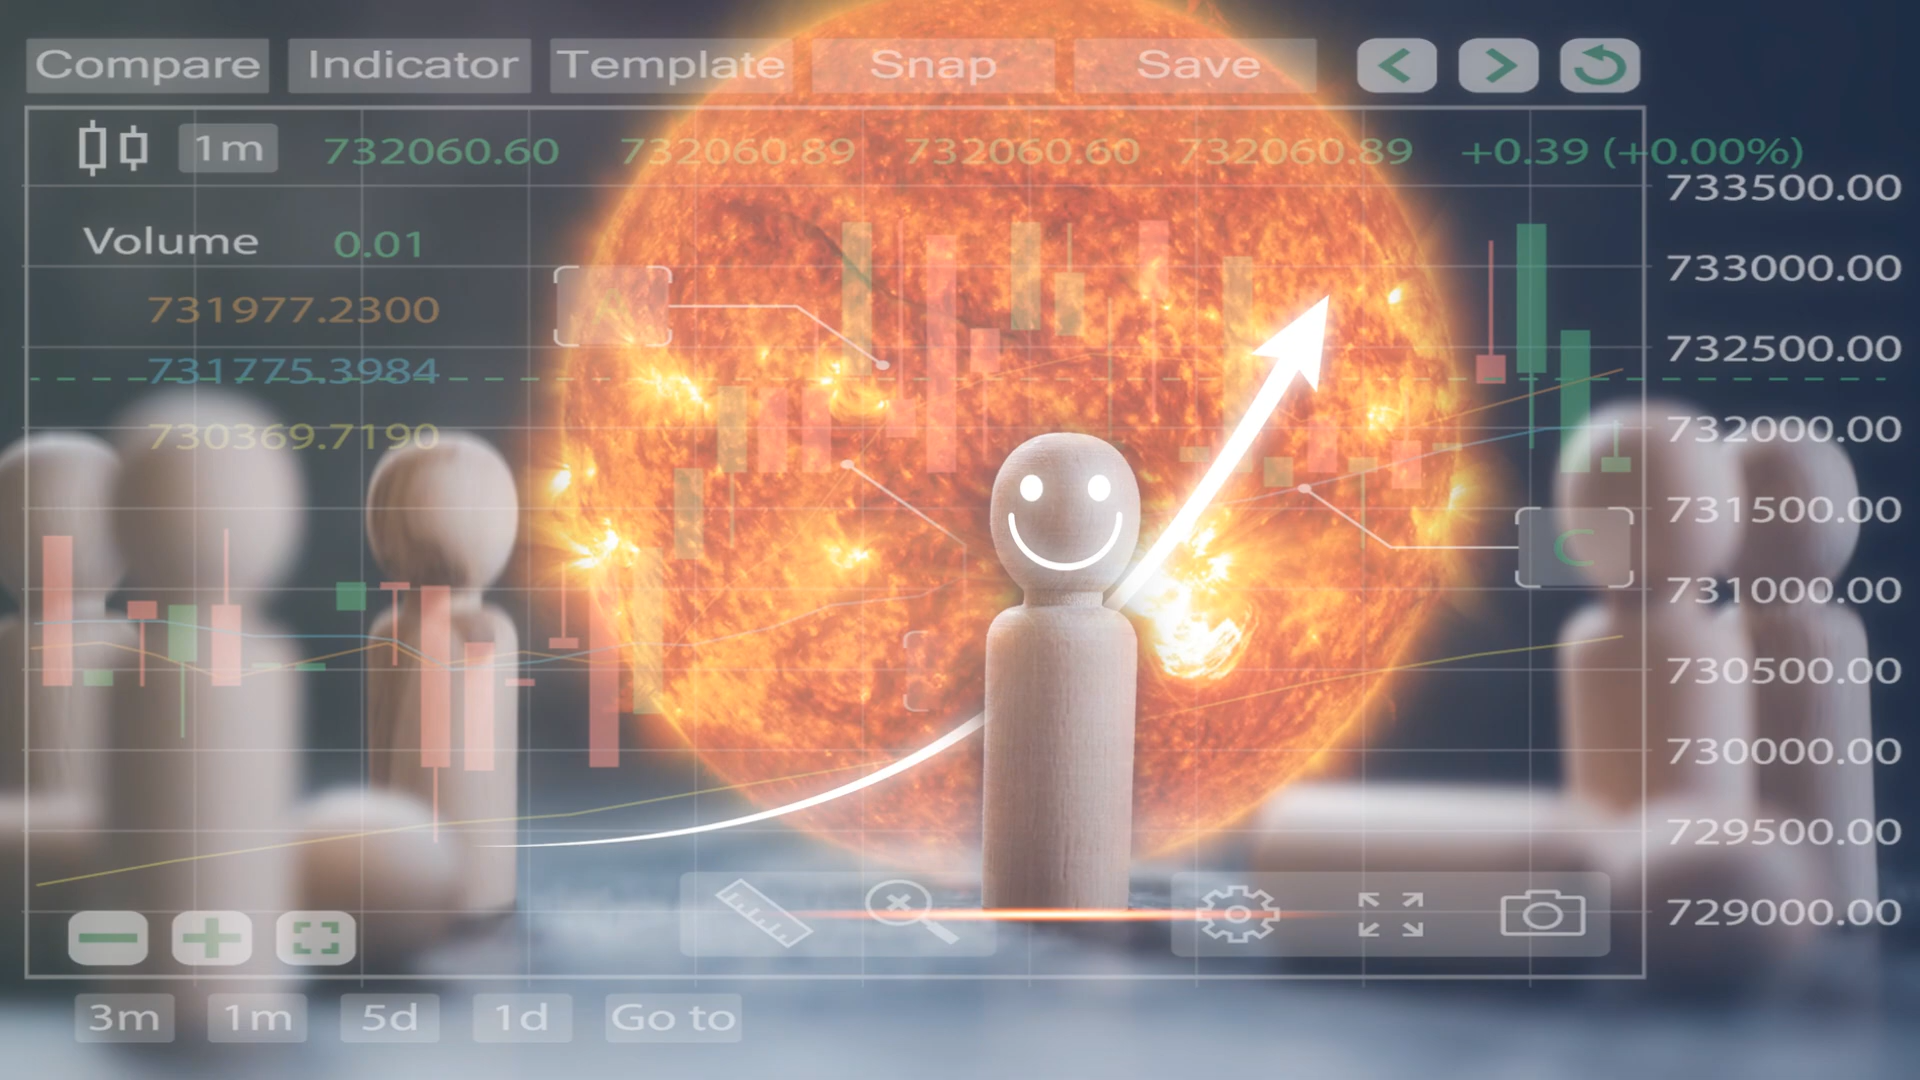 Compare Indicator Template Snap Save
1m 732060.60 732060.89 732060.60 732060.89 +0.39 (+0.00%)
733500.00
Volume 0.01
733000.00
731977.2300
732500.00
731775.3984
732000.00
730369.7190
731500.00
C
731000.00
730500.00
730000.00
729500.00
729000.00
3m 1m 5d 1d Go to